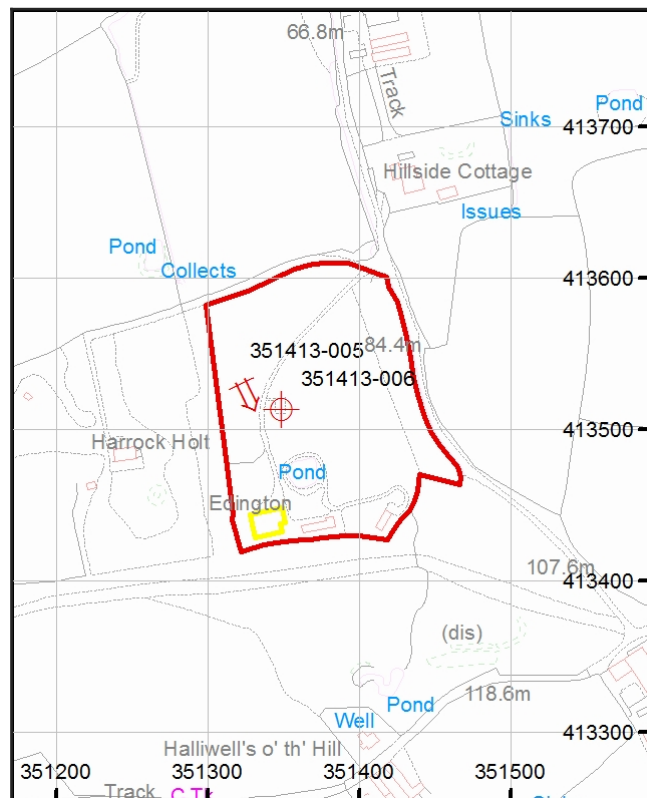 66.8m
Track
Pond
Sinks
413700
Hillside Cottage
Issues
Pond
Collects
413600
84.4m
351413-005
351413-006
413500
Harrock Holt
Pond
Edington
107.6m
413400
(dis)
118.6m
Pond
Well
413300
Halliwell's o' th' Hill
351200
351300
351400
351500
Track